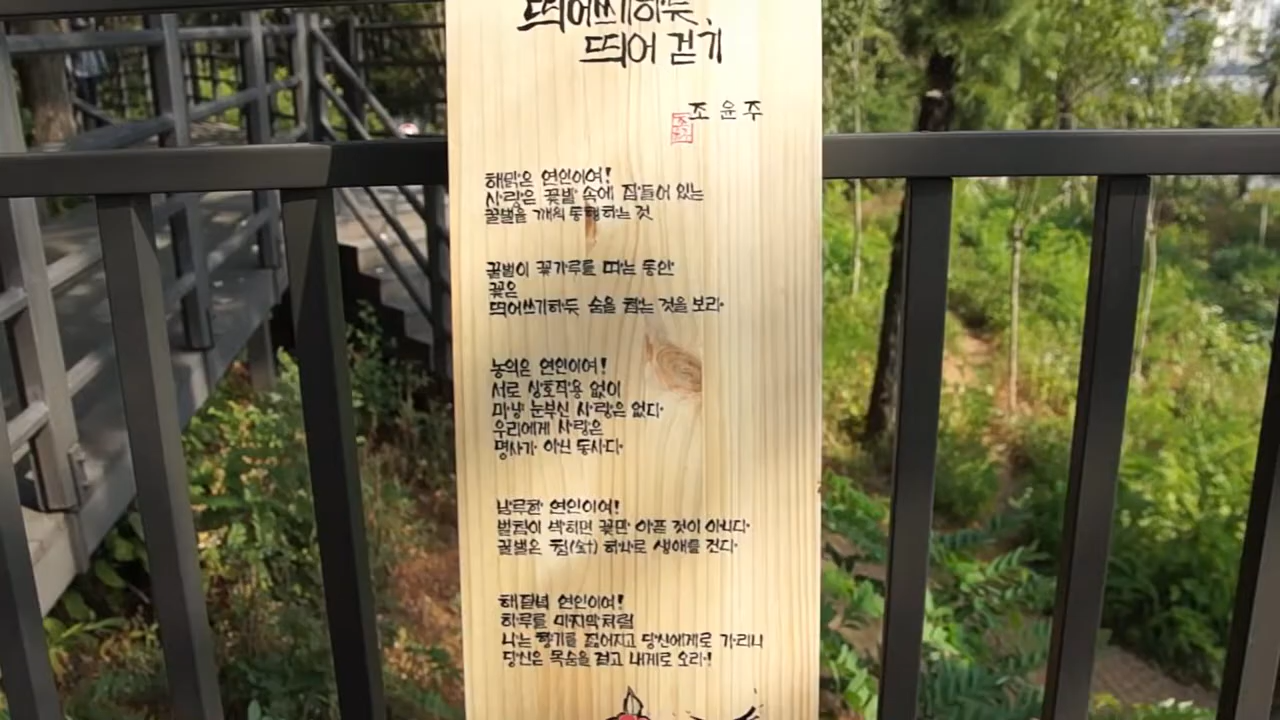 띄어쓰기하듯,
띄어 걷기
조윤주
해맑은 연인이여!
사랑은 꽃밭 속에 잠들어 있는
꿀벌을 깨워 동행하는 것
꿀벌이 꽃가루를 따는 동안
꽃은
띄어쓰기하듯 숨을 참는 것을 보라
농익은 연인이여!
서로 상호작용 없이
마냥 눈부신 사랑은 없다
우리에게 사랑은
명사가 아닌 동사다
남루한 연인이여!
벌침이 박히면 꽃만 아픈 것이 아니다
꿀벌은 침(針) 하나로 생애를 건다
해질녘 연인이여!
하루를 마지막처럼
나는 향기를 짊어지고 당신에게로 가리니
당신은 목숨을 걸고 내게로 오라!